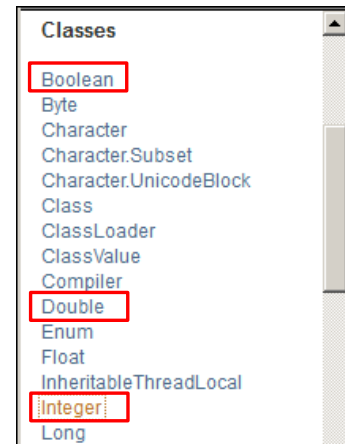 Classes
Boolean
Byte
Character
Character.Subset
Character.UnicodeBlock
Class
ClassLoader
ClassValue
Compiler
Double
Enum
Float
InheritableThreadLocal
Integer
Long